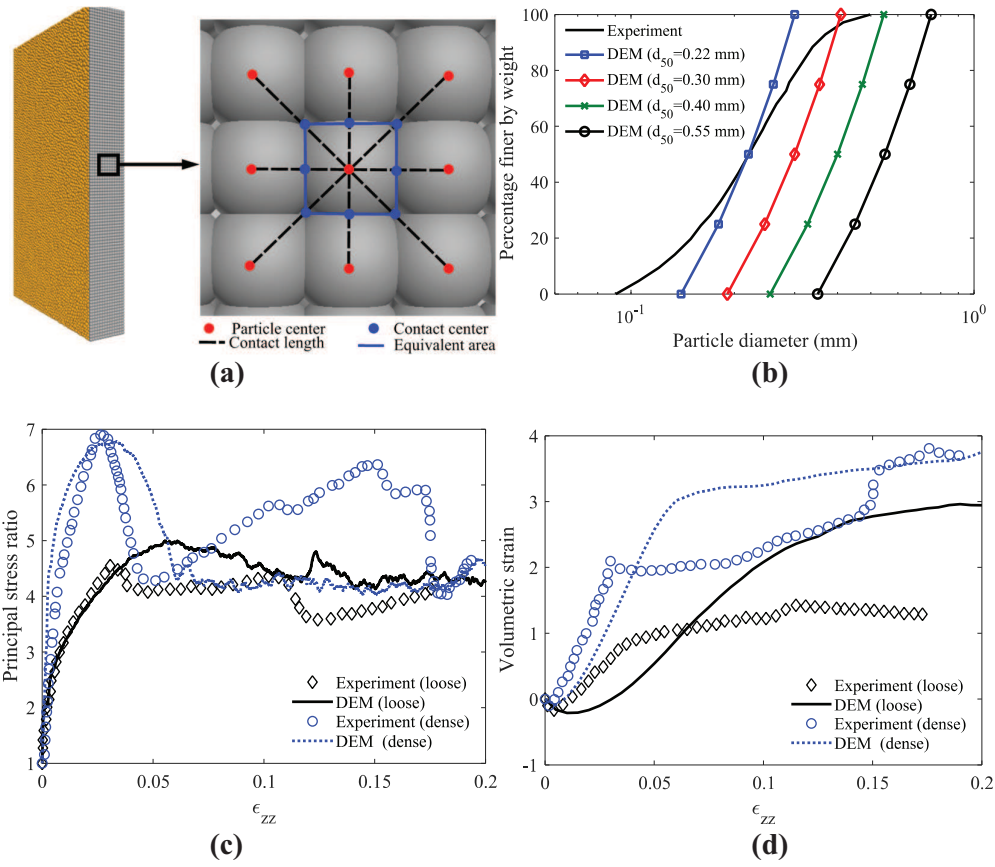 Particle center
Contact center
Contact length
Equivalent area
(a)
Percentage finer by weight
100
80
60
40
20
0
Experiment
DEM (d50=0.22 mm)
DEM (d50=0.30 mm)
DEM (d50=0.40 mm)
DEM (d50=0.55 mm)
10-1
100
Particle diameter (mm)
(b)
Principal stress ratio
7
6
5
4
3
2
1
0
0.05
0.1
0.15
0.2
Experiment (loose)
DEM (loose)
Experiment (dense)
DEM (dense)
ϵzz
(c)
Volumetric strain
4
3
2
1
0
-1
0
0.05
0.1
0.15
0.2
Experiment (loose)
DEM (loose)
Experiment (dense)
DEM (dense)
ϵzz
(d)